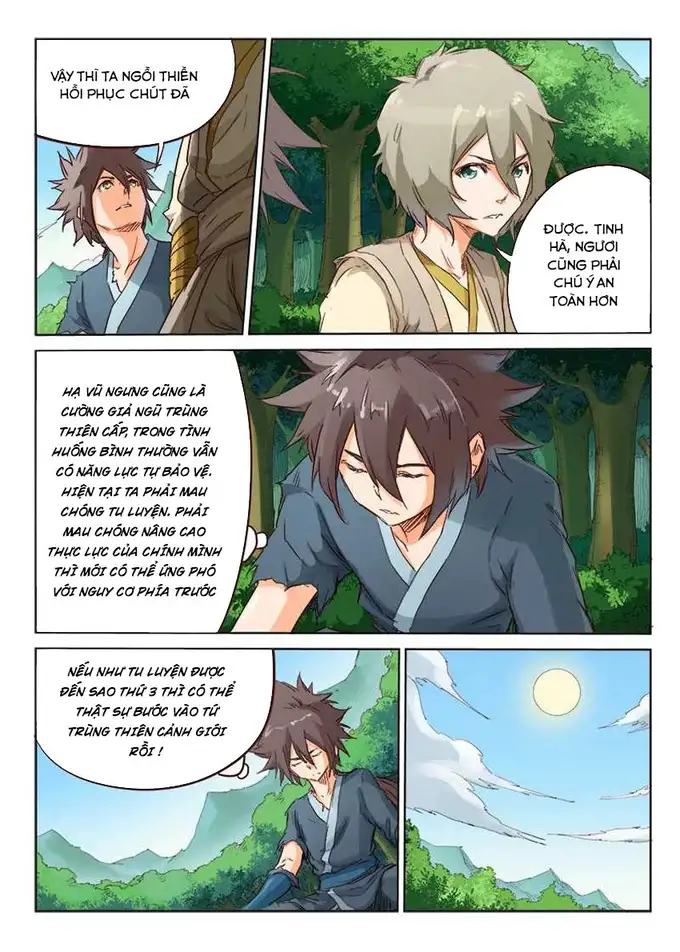 VẬY THÌ TA NGỒI THIỀN
HỒI PHỤC CHÚT ĐÃ
ĐƯỢC. TINH
HÀ, NGƯƠI
CŨNG PHẢI
CHÚ Ý AN
TOÀN HƠN
HẠ VŨ NGƯNG CŨNG LÀ
CƯỜNG GIẢ NGŨ TRÙNG
THIÊN CẤP, TRONG TÌNH
HUỐNG BÌNH THƯỜNG VẪN
CÓ NĂNG LỰC TỰ BẢO VỆ.
HIỆN TẠI TA PHẢI MAU
CHÓNG TU LUYỆN. PHẢI
MAU CHÓNG NÂNG CAO
THỰC LỰC CỦA CHÍNH MÌNH
THÌ MỚI CÓ THỂ ỨNG PHÓ
VỚI NGUY CƠ PHÍA TRƯỚC
NẾU NHƯ TU LUYỆN ĐƯỢC
ĐẾN SAO THỨ 3 THÌ CÓ THỂ
THẬT SỰ BƯỚC VÀO TỨ
TRÙNG THIÊN CẢNH GIỚI
RỒI !